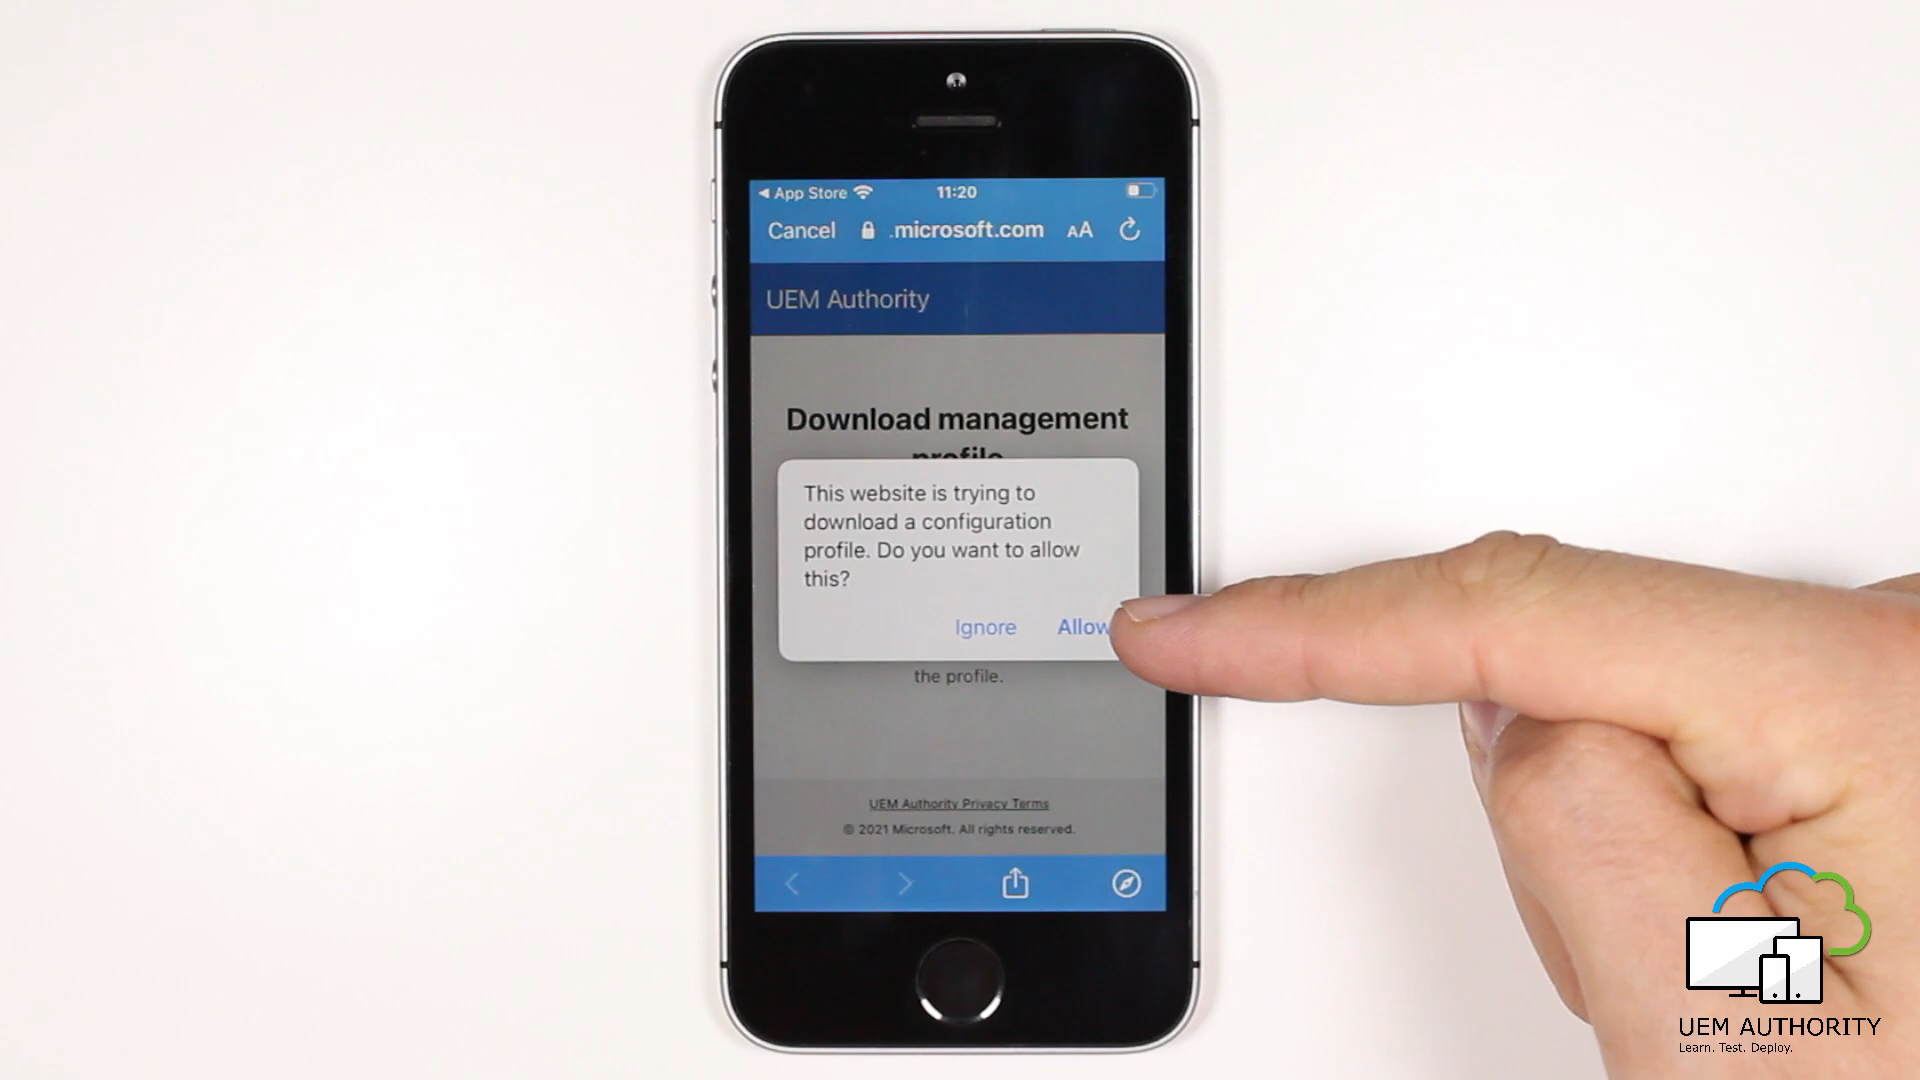 App Store 11:20
Cancel .microsoft.com AA
UEM Authority
Download management
profile
This website is trying to
download a configuration
profile. Do you want to allow
this?
Ignore Allow
the profile.
UEM Authority Privacy Terms
© 2021 Microsoft. All rights reserved.
UEM AUTHORITY
Learn. Test. Deploy.